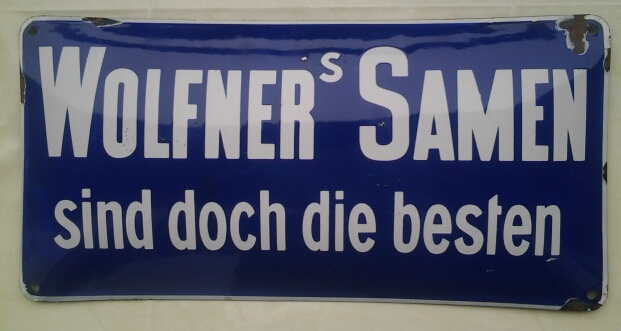 WOLFNER'S SAMEN
sind doch die besten